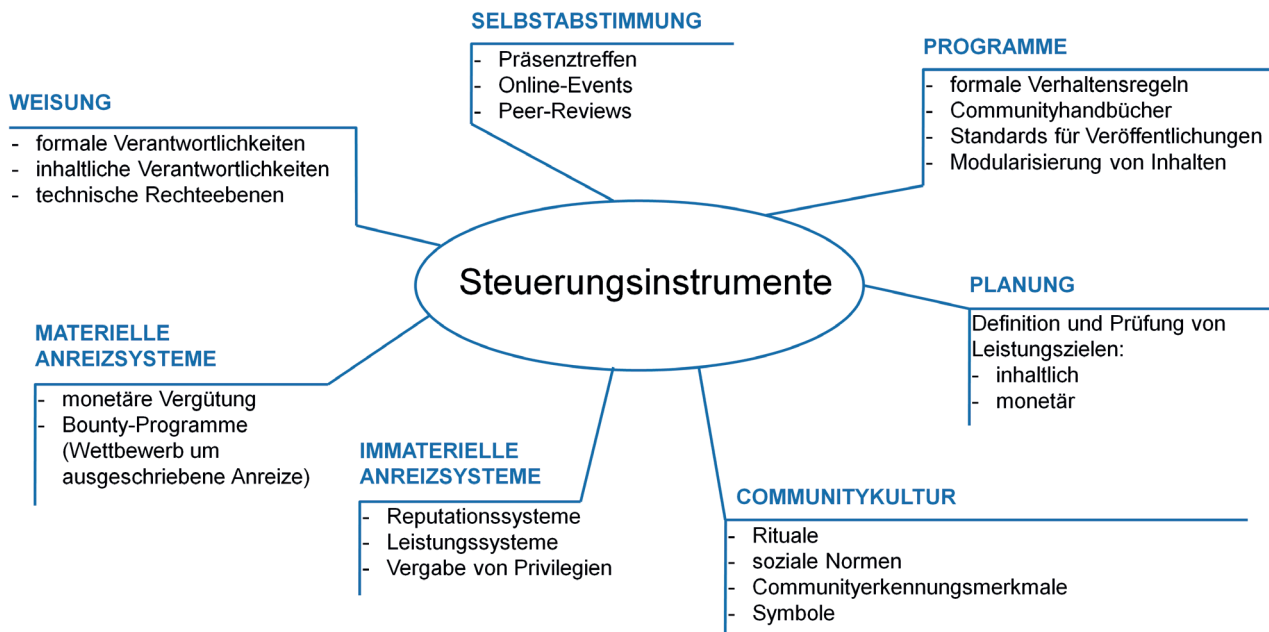 SELBSTABSTIMMUNG
- Präsenztreffen
- Online-Events
- Peer-Reviews
PROGRAMME
- formale Verhaltensregeln
- Communityhandbücher
- Standards für Veröffentlichungen
- Modularisierung von Inhalten
WEISUNG
- formale Verantwortlichkeiten
- inhaltliche Verantwortlichkeiten
- technische Rechteebenen
Steuerungsinstrumente
PLANUNG
Definition und Prüfung von
Leistungszielen:
- inhaltlich
- monetär
MATERIELLE
ANREIZSYSTEME
- monetäre Vergütung
- Bounty-Programme
(Wettbewerb um
ausgeschriebene Anreize)
IMMATERIELLE
ANREIZSYSTEME
- Reputationssysteme
- Leistungssysteme
- Vergabe von Privilegien
COMMUNITYKULTUR
- Rituale
- soziale Normen
- Communityerkennungsmerkmale
- Symbole